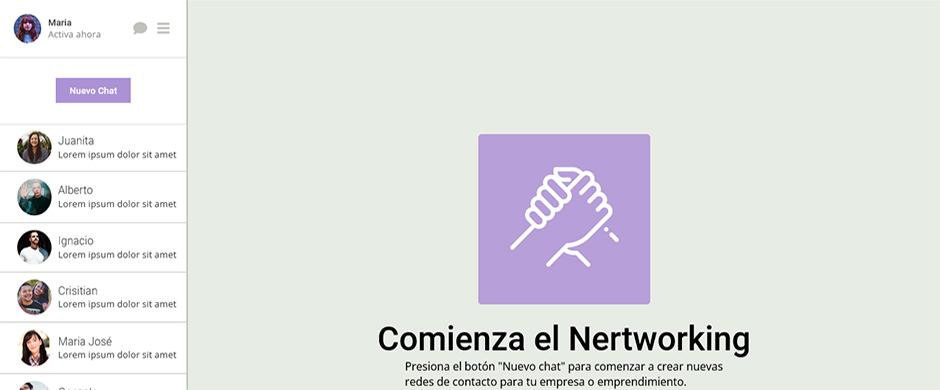 Maria
Activa ahora
Nuevo Chat
Juanita
Lorem ipsum dolor sit amet
Alberto
Lorem ipsum dolor sit amet
Ignacio
Lorem ipsum dolor sit amet
Crisitian
Lorem ipsum dolor sit amet
Maria José
Lorem ipsum dolor sit amet
Comienza el Nertworking
Presiona el botón "Nuevo chat" para comenzar a crear nuevas
redes de contacto para tu empresa o emprendimiento.